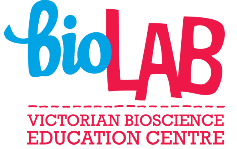 bioLAB
VICTORIAN BIOSCIENCE
EDUCATION CENTRE